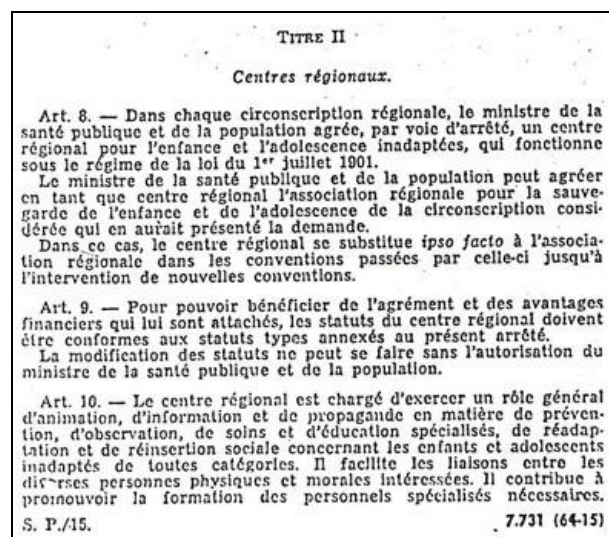 TITRE II
Centres régionaux.
Art. 8. — Dans chaque circonscription régionale, le ministre de la
santé publique et de la population agrée, par voie d'arrêté, un centre
régional pour l'enfance et l'adolescence inadaptées, qui fonctionne
sous le régime de la loi du 1er juillet 1901.
Le ministre de la santé publique et de la population peut agréer
en tant que centre régional l'association régionale pour la sauve-
garde de l'enfance et de l'adolescence de la circonscription consi-
dérée qui en aurait présenté la demande.
Dans ce cas, le centre régional se substitue ipso facto à l'associa-
tion régionale dans les conventions passées par celle-ci jusqu'à
l'intervention de nouvelles conventions.
Art. 9. — Pour pouvoir bénéficier de l'agrément et des avantages
financiers qui lui sont attachés, les statuts du centre régional doivent
être conformes aux statuts types annexés au présent arrêté.
La modification des statuts ne peut se faire sans l'autorisation du
ministre de la santé publique et de la population.
Art. 10. — Le centre régional est chargé d'exercer un rôle général
d'animation, d'information et de propagande en matière de préven-
tion, d'observation, de soins et d'éducation spécialisés, de réadap-
tation et de réinsertion sociale concernant les enfants et adolescents
inadaptés de toutes catégories. Il facilite les liaisons entre les
diverses personnes physiques et morales intéressées. Il contribue à
promouvoir la formation des personnels spécialisés nécessaires.
S. P./15. 7.731 (64-15)